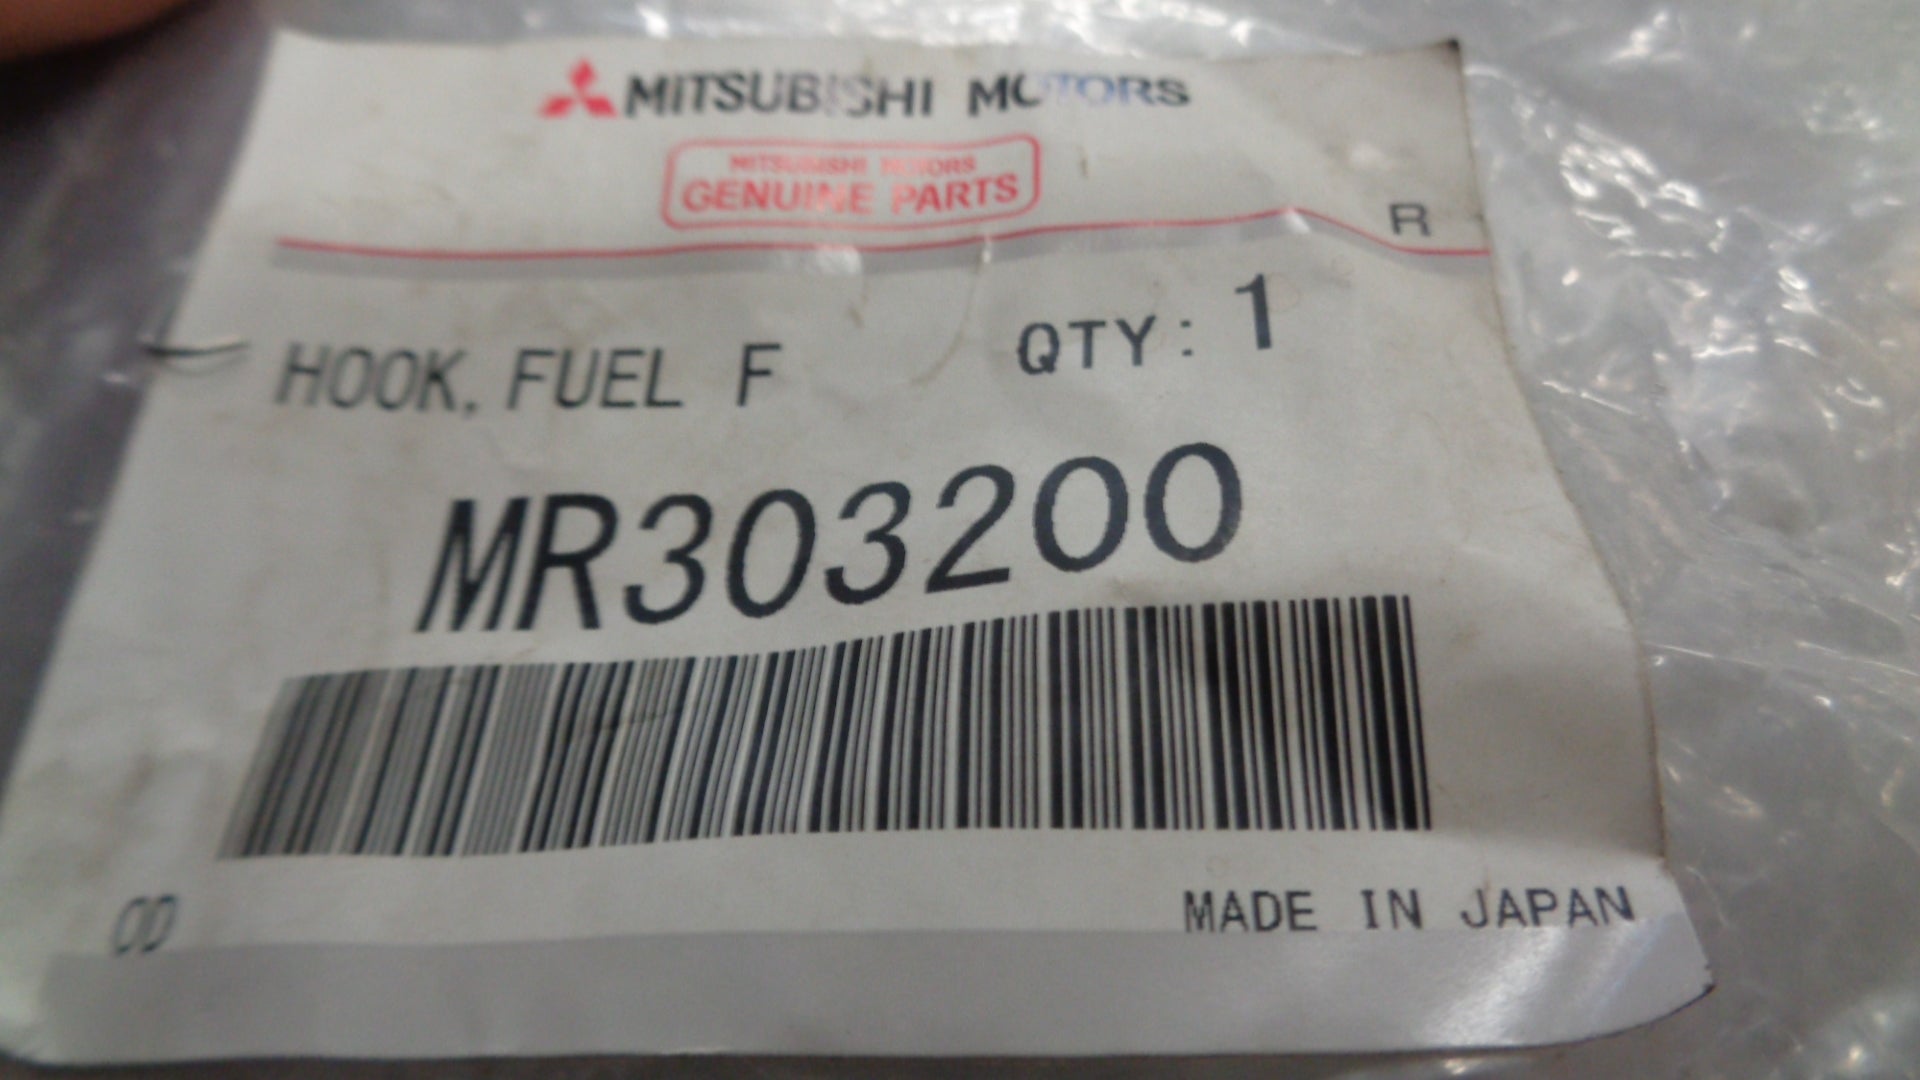 MITSUBISHI MOTORS
MITSUBISHI MOTORS
GENUINE PARTS
R
HOOK, FUEL F QTY: 1
MR303200
MADE IN JAPAN